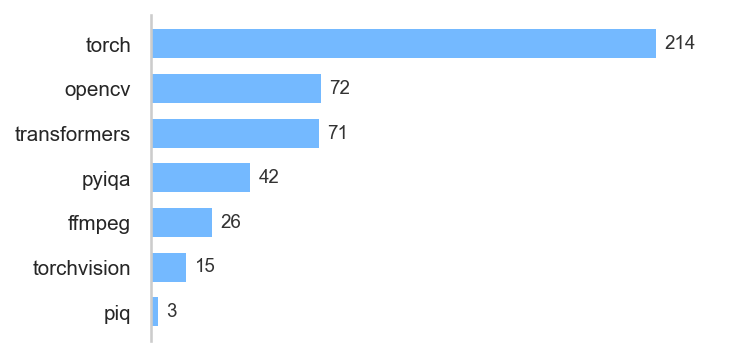 torch 214
opencv 72
transformers 71
pyiqa 42
ffmpeg 26
torchvision 15
piq 3